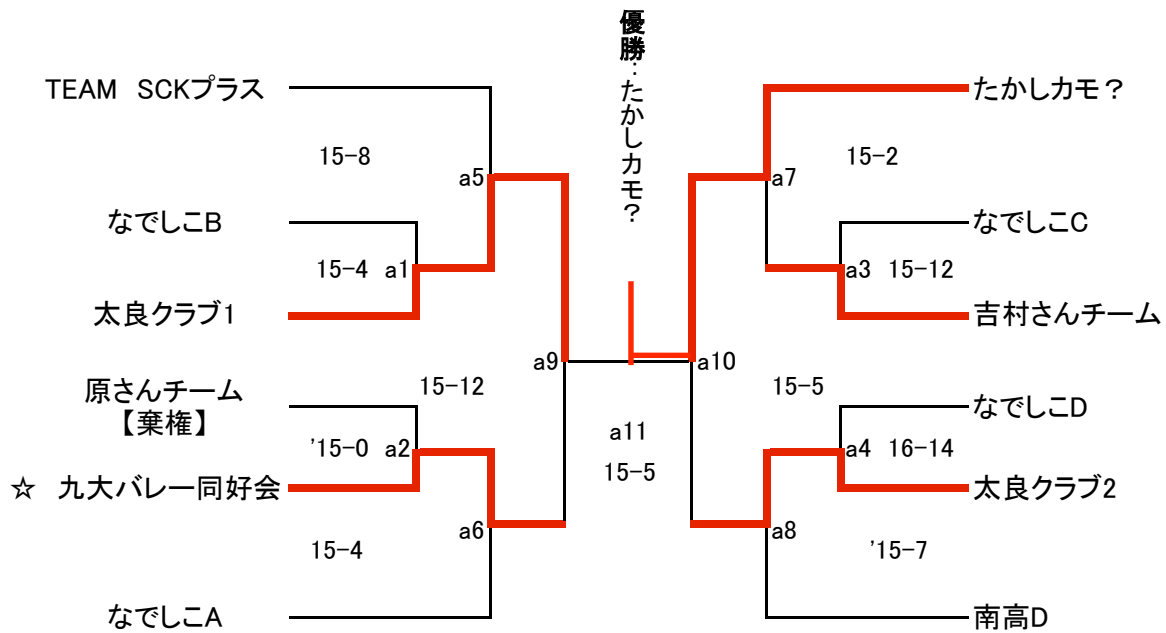 優勝：たかしカモ？
TEAM　SCKプラス
たかしカモ？
15-8
15-2
a5
a7
なでしこB
なでしこC
15-4
a1
a3
15-12
太良クラブ1
吉村さんチーム
a9
a10
原さんチーム
【棄権】
15-12
15-5
なでしこD
'15-0
a2
a11
a4
16-14
15-5
☆　九大バレー同好会
太良クラブ2
a6
a8
15-4
'15-7
なでしこA
南高D